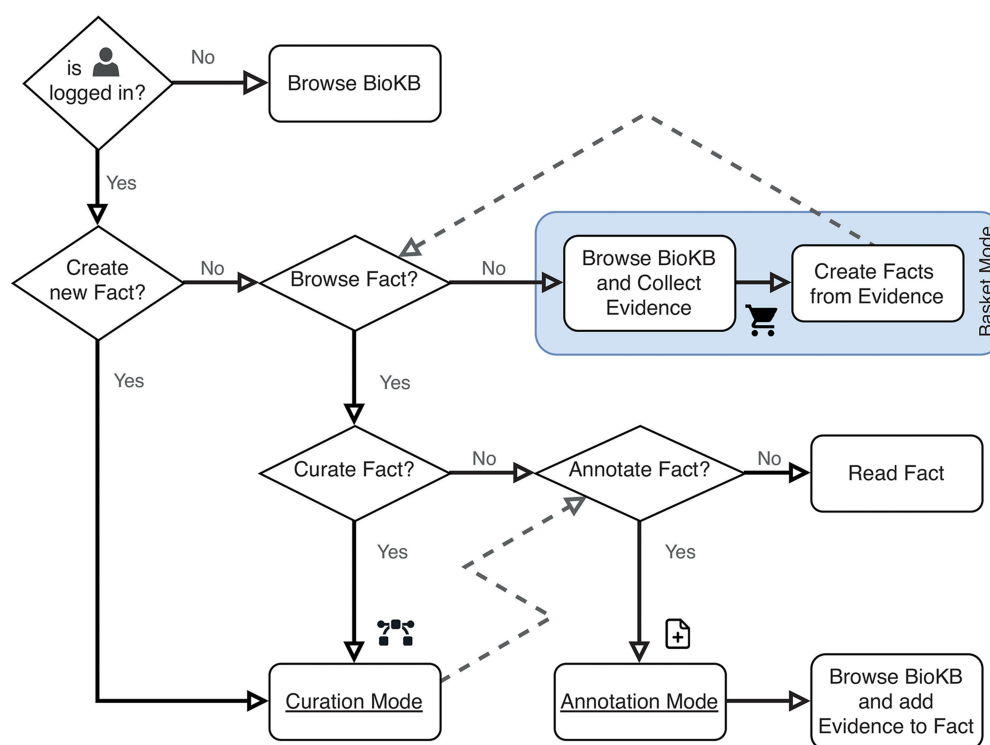 is
logged in?
No
Browse BioKB
Yes
Create
new Fact?
No
Browse Fact?
No
Browse BioKB
and Collect
Evidence
Create Facts
from Evidence
Basket Mode
Yes
Yes
Curate Fact?
No
Annotate Fact?
No
Read Fact
Yes
Yes
Curation Mode
Annotation Mode
Browse BioKB
and add
Evidence to Fact